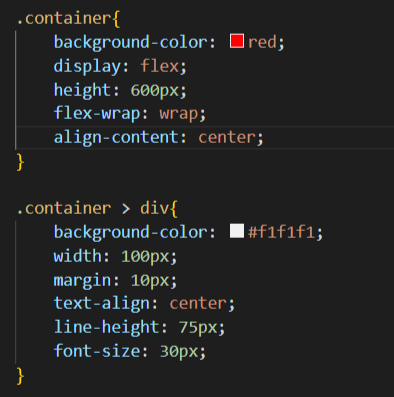 .container{
    background-color: red;
    display: flex;
    height: 600px;
    flex-wrap: wrap;
    align-content: center;
}
.container > div{
    background-color: #f1f1f1;
    width: 100px;
    margin: 10px;
    text-align: center;
    line-height: 75px;
    font-size: 30px;
}